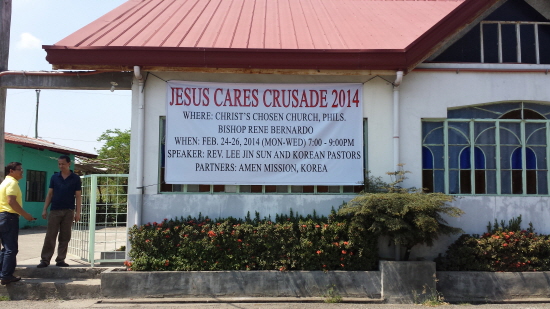 JESUS CARES CRUSADE 2014
WHERE: CHRIST'S CHOSEN CHURCH, PHILS.
BISHOP RENE BERNARDO
WHEN: FEB. 24-26, 2014 (MON-WED) 7:00 - 9:00PM
SPEAKER: REV. LEE JIN SUN AND KOREAN PASTORS
PARTNERS: AMEN MISSION, KOREA